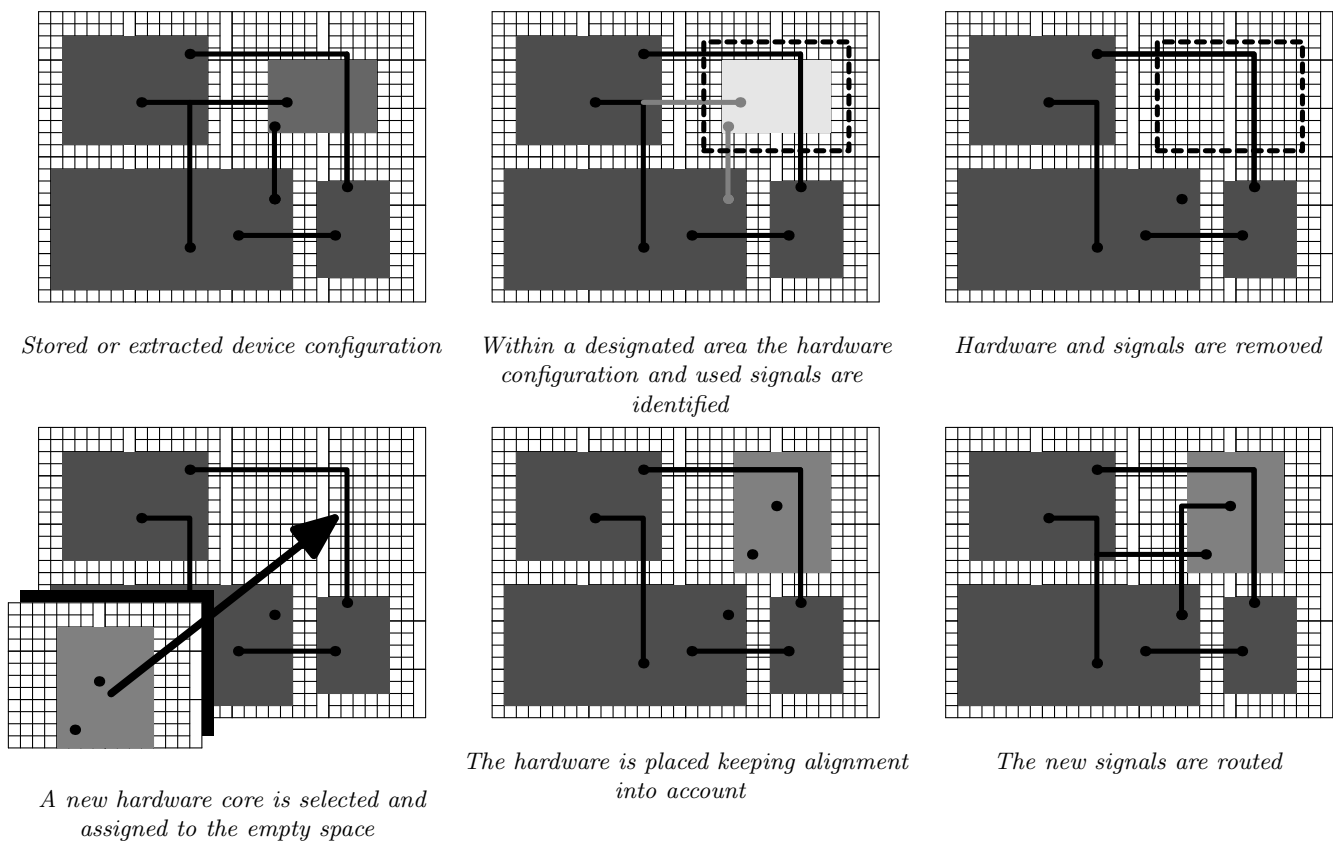 Stored or extracted device configuration
Within a designated area the hardware
configuration and used signals are
identified
Hardware and signals are removed
A new hardware core is selected and
assigned to the empty space
The hardware is placed keeping alignment
into account
The new signals are routed